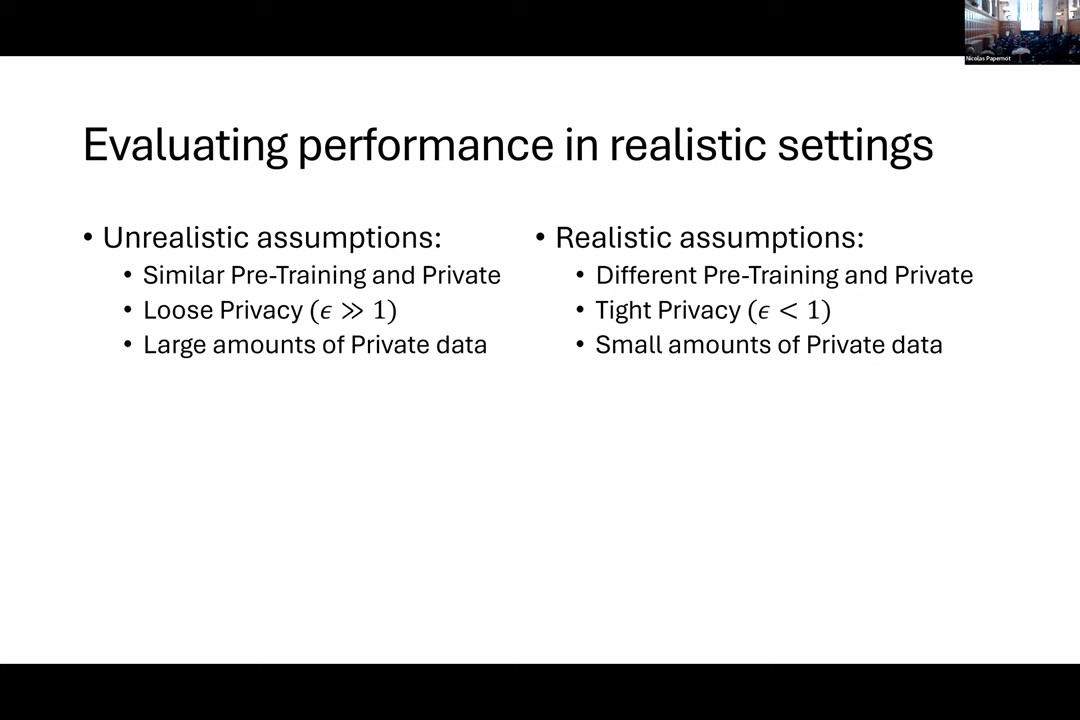 Nicolas Papernot
Evaluating performance in realistic settings
• Unrealistic assumptions:
• Similar Pre-Training and Private
• Loose Privacy (ϵ ≫ 1)
• Large amounts of Private data
• Realistic assumptions:
• Different Pre-Training and Private
• Tight Privacy (ϵ < 1)
• Small amounts of Private data